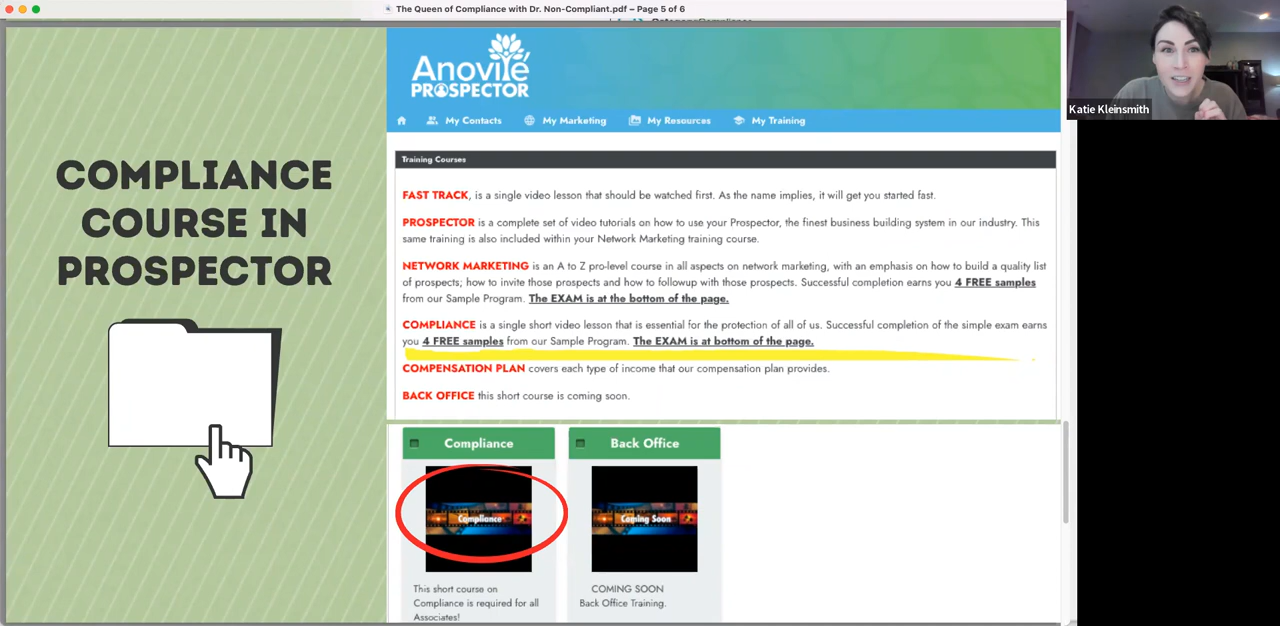 The Queen of Compliance with Dr. Non-Compliant.pdf – Page 5 of 6
COMPLIANCE
COURSE IN
PROSPECTOR
Anovite
PROSPECTOR
My Contacts
My Marketing
My Resources
My Training
Training Courses
FAST TRACK, is a single video lesson that should be watched first. As the name implies, it will get you started fast.
PROSPECTOR is a complete set of video tutorials on how to use your Prospector, the finest business building system in our industry. This
same training is also included within your Network Marketing training course.
NETWORK MARKETING is an A to Z pro-level course in all aspects on network marketing, with an emphasis on how to build a quality list
of prospects; how to invite those prospects and how to followup with those prospects. Successful completion earns you 4 FREE samples
from our Sample Program. The EXAM is at the bottom of the page.
COMPLIANCE is a single short video lesson that is essential for the protection of all of us. Successful completion of the simple exam earns
you 4 FREE samples from our Sample Program. The EXAM is at bottom of the page.
COMPENSATION PLAN covers each type of income that our compensation plan provides.
BACK OFFICE this short course is coming soon.
Compliance
Compliance
This short course on
Compliance is required for all
Associates!
Back Office
Coming Soon
COMING SOON
Back Office Training.
Katie Kleinsmith